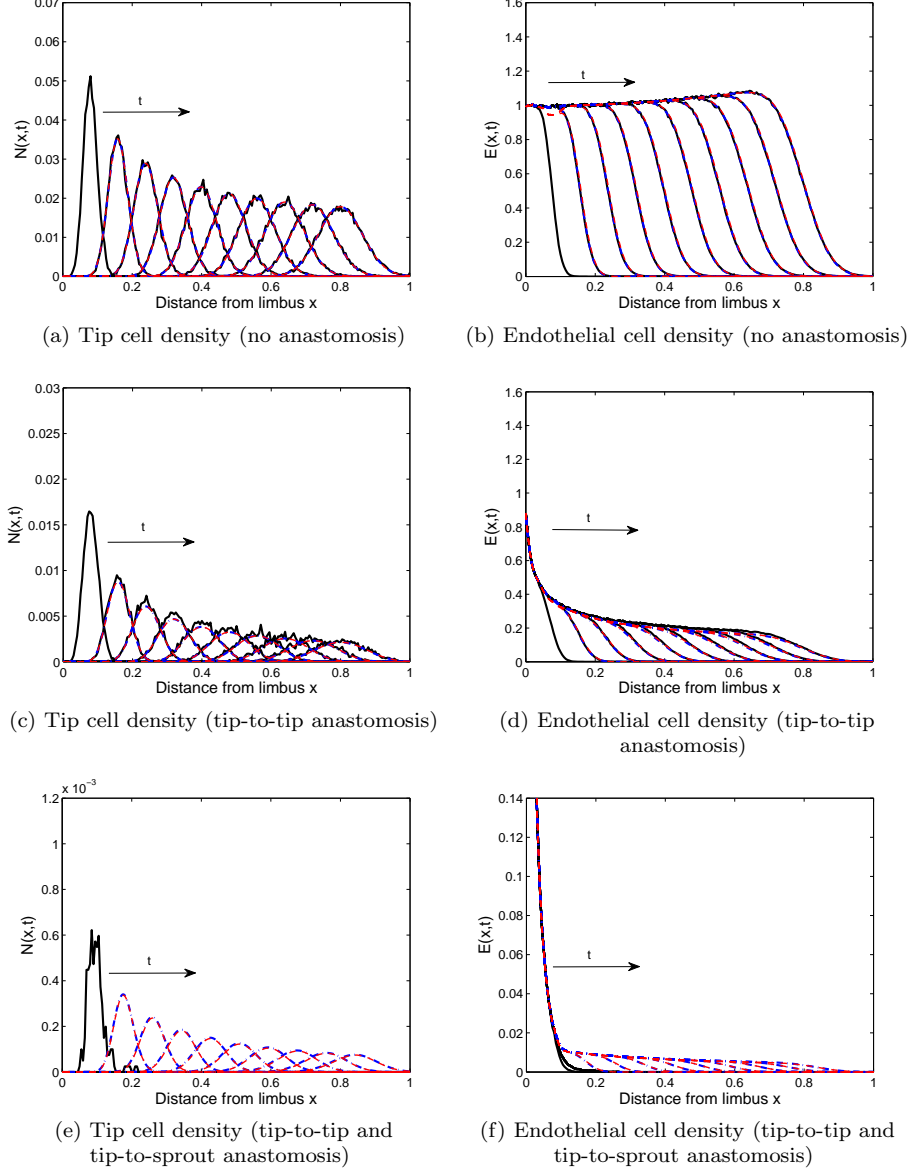 0.07
0.06
0.05
0.04
0.03
0.02
0.01
0
N(x,t)
t
0 0.2 0.4 0.6 0.8 1
Distance from limbus x
(a) Tip cell density (no anastomosis)
1.6
1.4
1.2
1
0.8
0.6
0.4
0.2
0
E(x,t)
t
0 0.2 0.4 0.6 0.8 1
Distance from limbus x
(b) Endothelial cell density (no anastomosis)
0.03
0.025
0.02
0.015
0.01
0.005
0
N(x,t)
t
0 0.2 0.4 0.6 0.8 1
Distance from limbus x
(c) Tip cell density (tip-to-tip anastomosis)
1.6
1.4
1.2
1
0.8
0.6
0.4
0.2
0
E(x,t)
t
0 0.2 0.4 0.6 0.8 1
Distance from limbus x
(d) Endothelial cell density (tip-to-tip
anastomosis)
x 10⁻³
1.2
1
0.8
0.6
0.4
0.2
0
N(x,t)
t
0 0.2 0.4 0.6 0.8 1
Distance from limbus x
(e) Tip cell density (tip-to-tip and
tip-to-sprout anastomosis)
0.14
0.12
0.1
0.08
0.06
0.04
0.02
0
E(x,t)
t
0 0.2 0.4 0.6 0.8 1
Distance from limbus x
(f) Endothelial cell density (tip-to-tip and
tip-to-sprout anastomosis)